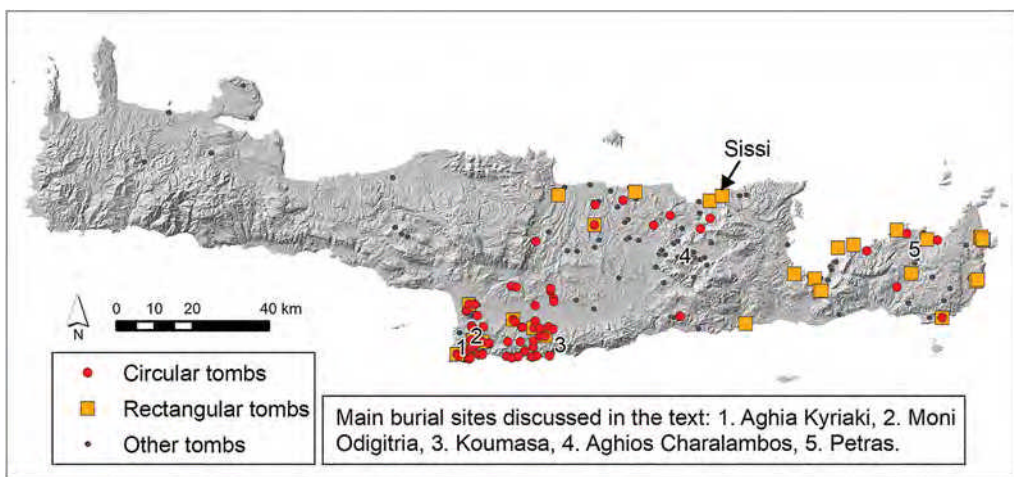 Sissi
5
4
N
0 10 20 40 km
1 2 3
Circular tombs
Rectangular tombs
Other tombs
Main burial sites discussed in the text: 1. Aghia Kyriaki, 2. Moni
Odigitria, 3. Koumasa, 4. Aghios Charalambos, 5. Petras.